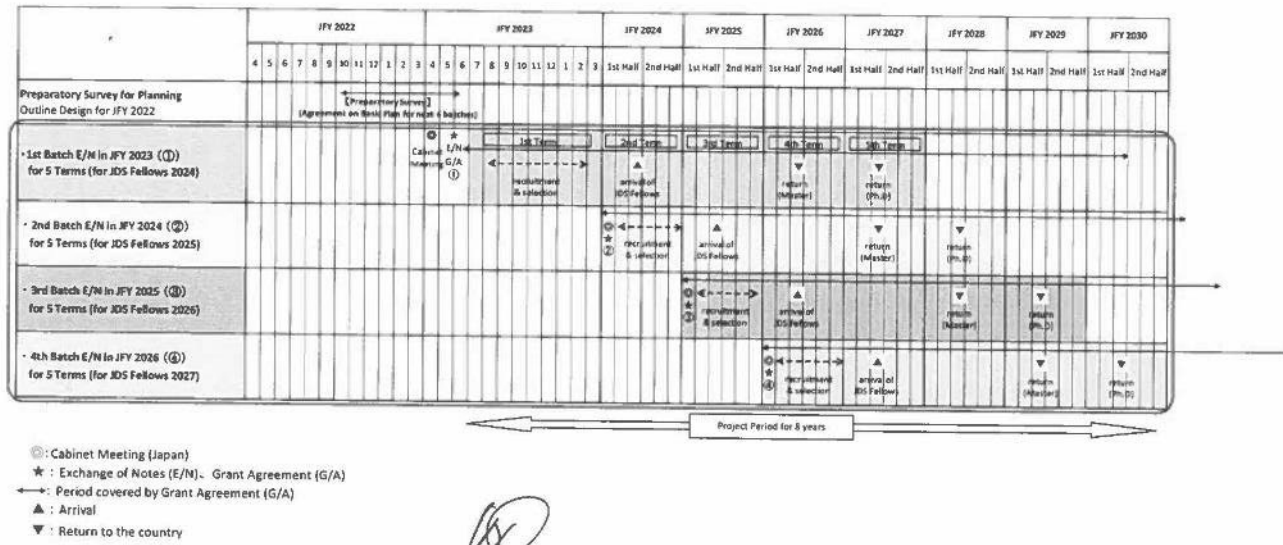 JFY 2022 JFY 2023 JFY 2024 JFY 2025 JFY 2026 JFY 2027 JFY 2028 JFY 2029 JFY 2030
4 5 6 7 8 9 10 11 12 1 2 3 4 5 6 7 8 9 10 11 12 1 2 3 1st Half 2nd Half 1st Half 2nd Half 1st Half 2nd Half 1st Half 2nd Half 1st Half 2nd Half 1st Half 2nd Half 1st Half 2nd Half
Preparatory Survey for Planning
Outline Design for JFY 2022
【Preparatory Survey】
(Agreement on Basic Plan for next 4 batches)
・1st Batch E/N in JFY 2023 (①)
for 5 Terms (for JDS Fellows 2024)
◎ ★
Cabinet Meeting
E/N
G/A
①
1st Term 2nd Term 3rd Term 4th Term 5th Term
recruitment
& selection
arrival of
JDS Fellows
return
(Master)
return
(Ph.D)
・2nd Batch E/N in JFY 2024 (②)
for 5 Terms (for JDS Fellows 2025)
◎
★
②
recruitment
& selection
arrival of
JDS Fellows
return
(Master)
return
(Ph.D)
・3rd Batch E/N in JFY 2025 (③)
for 5 Terms (for JDS Fellows 2026)
◎
★
③
recruitment
& selection
arrival of
JDS Fellows
return
(Master)
return
(Ph.D)
・4th Batch E/N in JFY 2026 (④)
for 5 Terms (for JDS Fellows 2027)
◎
★
④
recruitment
& selection
arrival of
JDS Fellows
return
(Master)
return
(Ph.D)
Project Period for 8 years
◎: Cabinet Meeting (Japan)
★ : Exchange of Notes (E/N)、Grant Agreement (G/A)
←→ : Period covered by Grant Agreement (G/A)
▲ : Arrival
▼ : Return to the country